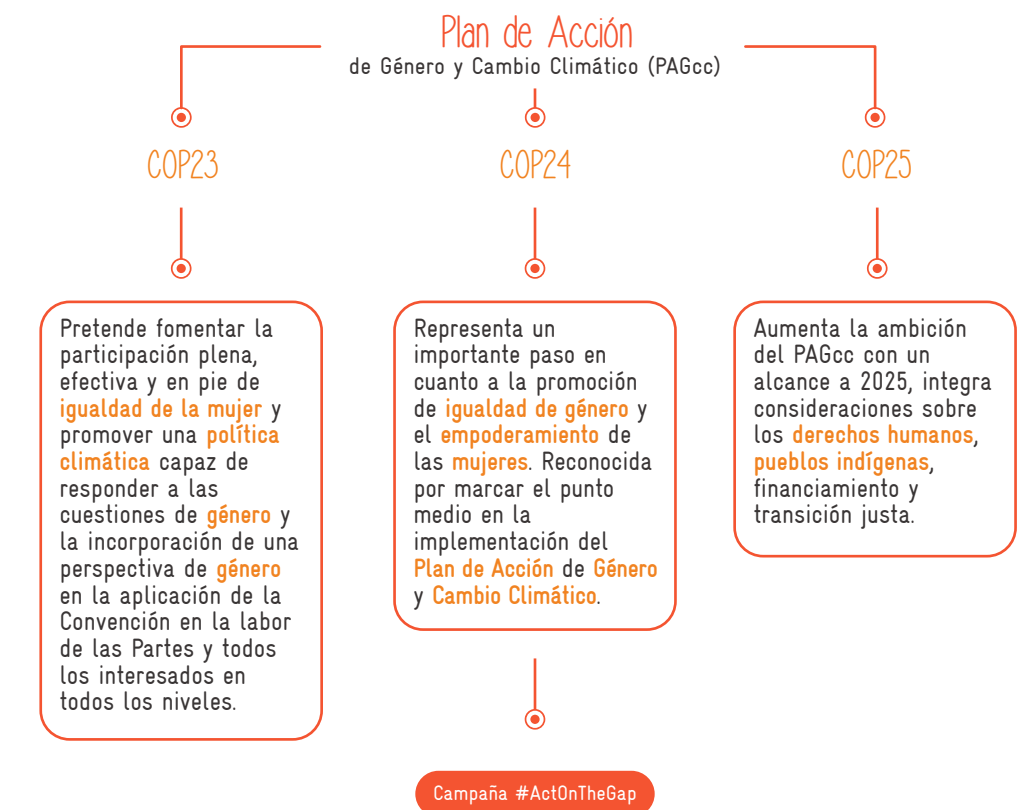 Plan de Acción
de Género y Cambio Climático (PAGcc)
COP23
Pretende fomentar la
participación plena,
efectiva y en pie de
igualdad de la mujer y
promover una política
climática capaz de
responder a las
cuestiones de género y
la incorporación de una
perspectiva de género
en la aplicación de la
Convención en la labor
de las Partes y todos
los interesados en
todos los niveles.
COP24
Representa un
importante paso en
cuanto a la promoción
de igualdad de género y
el empoderamiento de
las mujeres. Reconocida
por marcar el punto
medio en la
implementación del
Plan de Acción de Género
y Cambio Climático.
Campaña #ActOnTheGap
COP25
Aumenta la ambición
del PAGcc con un
alcance a 2025, integra
consideraciones sobre
los derechos humanos,
pueblos indígenas,
financiamiento y
transición justa.